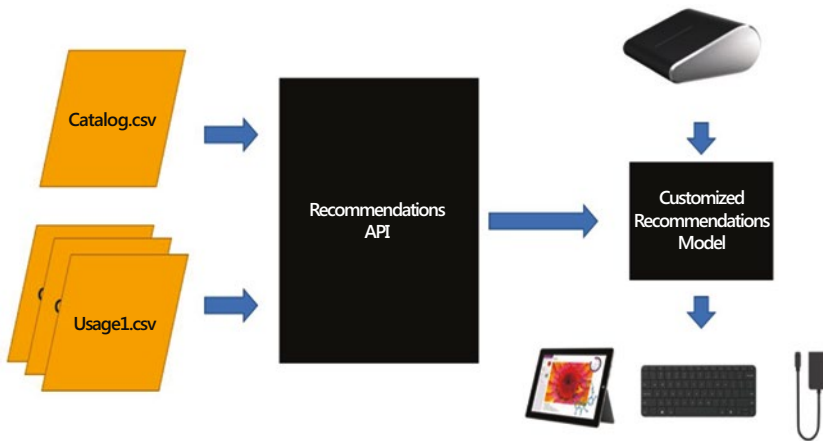 Catalog.csv
Usage1.csv
Recommendations
API
Customized
Recommendations
Model